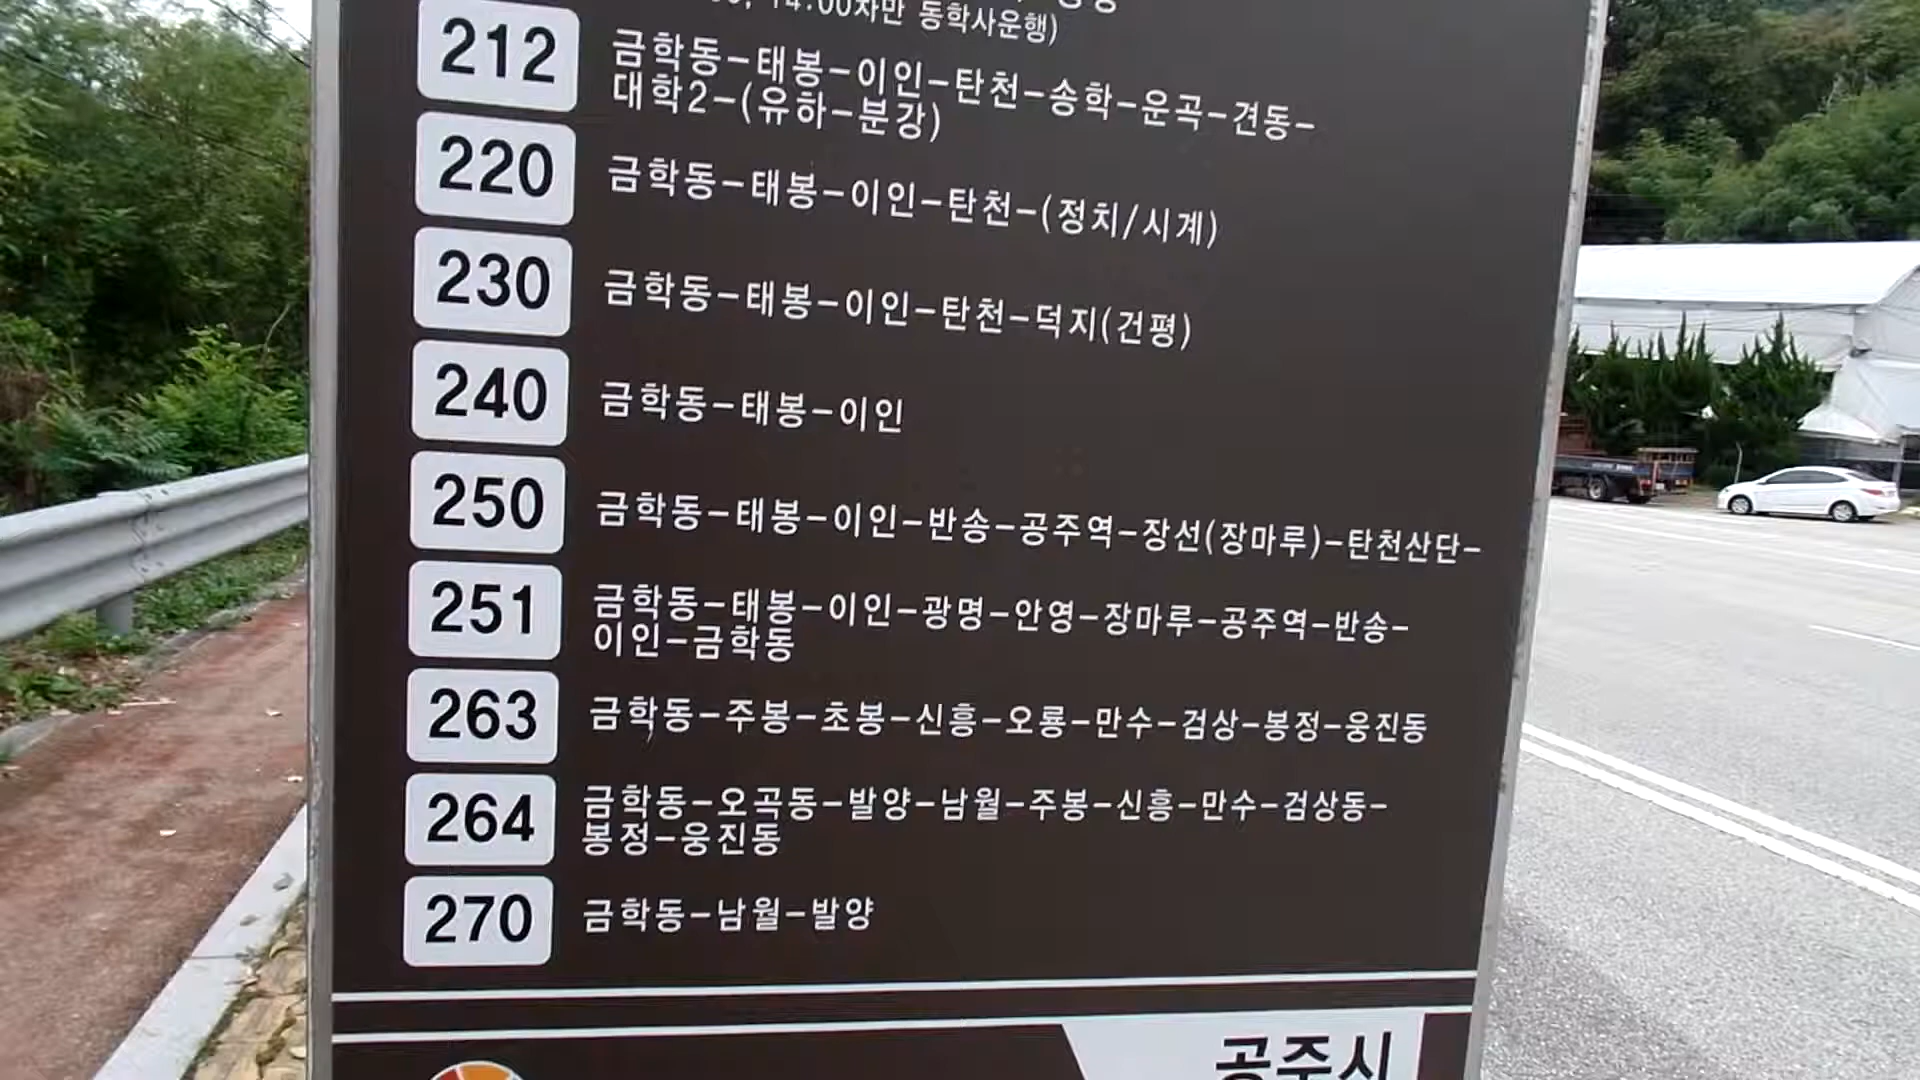 14:00차만 동학사운행)
212 금학동-태봉-이인-탄천-송학-운곡-견동-
대학2-(유하-분강)
220 금학동-태봉-이인-탄천-(정치/시계)
230 금학동-태봉-이인-탄천-덕지(건평)
240 금학동-태봉-이인
250 금학동-태봉-이인-반송-공주역-장선(장마루)-탄천산단-
251 금학동-태봉-이인-광명-안영-장마루-공주역-반송-
이인-금학동
263 금학동-주봉-초봉-신흥-오룡-만수-검상-봉정-웅진동
264 금학동-오곡동-발양-남월-주봉-신흥-만수-검상동-
봉정-웅진동
270 금학동-남월-발양
공주시